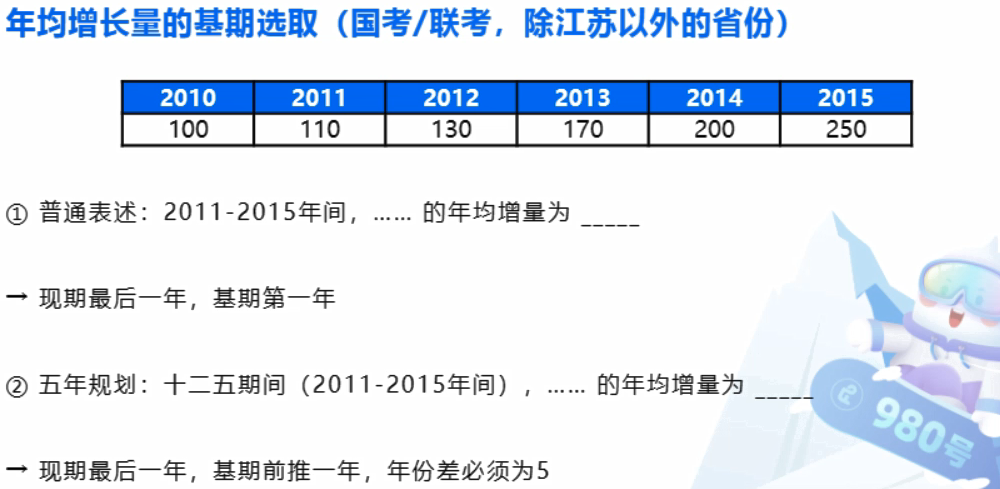 年均增长量的基期选取（国考/联考，除江苏以外的省份）
2010 2011 2012 2013 2014 2015
100 110 130 170 200 250
① 普通表述：2011-2015年间，…… 的年均增量为 _____
→ 现期最后一年，基期第一年
② 五年规划：十二五期间（2011-2015年间），…… 的年均增量为 _____
→ 现期最后一年，基期前推一年，年份差必须为5
980号